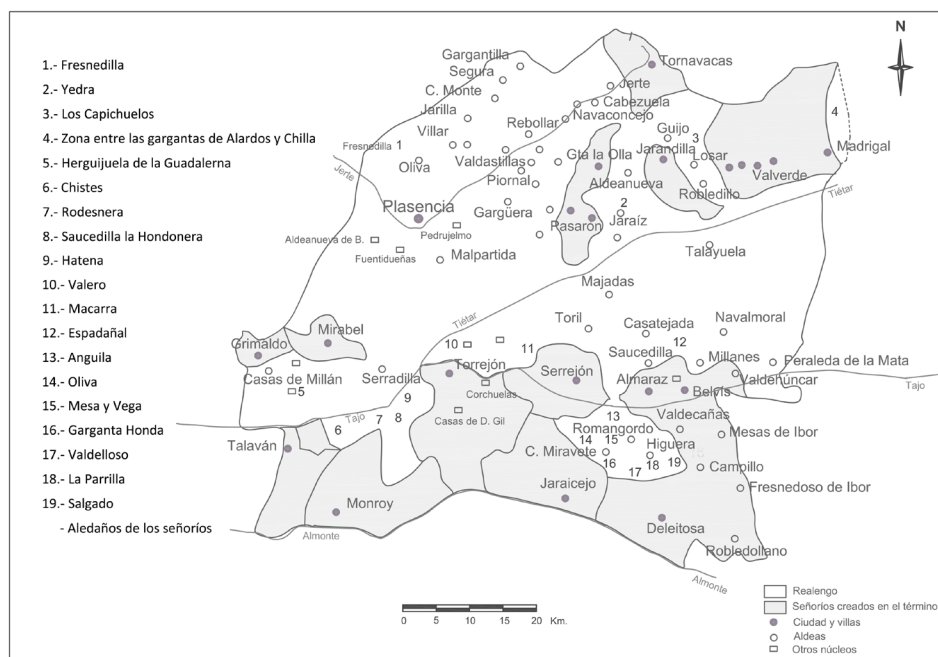 N
1.- Fresnedilla
2.- Yedra
3.- Los Capichuelos
4.- Zona entre las gargantas de Alardos y Chilla
5.- Herguijuela de la Guadalerna
6.- Chistes
7.- Rodesnera
8.- Saucedilla la Hondonera
9.- Hatena
10.- Valero
11.- Macarra
12.- Espadañal
13.- Anguila
14.- Oliva
15.- Mesa y Vega
16.- Garganta Honda
17.- Valdelloso
18.- La Parrilla
19.- Salgado
- Aledaños de los señoríos
Gargantilla
Segura
C. Monte
Jarilla
Villar
Fresnedilla 1
Oliva
Jerte
Plasencia
Rebollar
Valdastillas
Piornal
Gargüera
Tornavacas
Jerte
Cabezuela
Navaconcejo
Guijo
3
Jarandilla
Losar
Gta la Olla
Aldeanueva
Robledillo
2
Pasarón
Jaraíz
4
Madrigal
Valverde
Tiétar
Talayuela
Aldeanueva de B.
Pedrujelmo
Fuentidueñas
Malpartida
Majadas
Tiétar
Toril
Casatejada
Navalmoral
12
Grimaldo
Mirabel
10
11
Torrejón
Serrejón
Saucedilla
Millanes
Peraleda de la Mata
Casas de Millán
5
Serradilla
Corchuelas
Almaraz
Belvís
Valdehúncar
Tajo
9
Tajo
6
7
8
Casas de D. Gil
13
Valdecañas
Talaván
Romangordo
14
15
Higuera
Mesas de Ibor
C. Miravete
16
17
18
19
Campillo
Monroy
Jaraicejo
Fresnedoso de Ibor
Deleitosa
Almonte
Robledollano
Almonte
0 5 10 15 20 Km.
Realengo
Señoríos creados en el término
Ciudad y villas
Aldeas
Otros núcleos